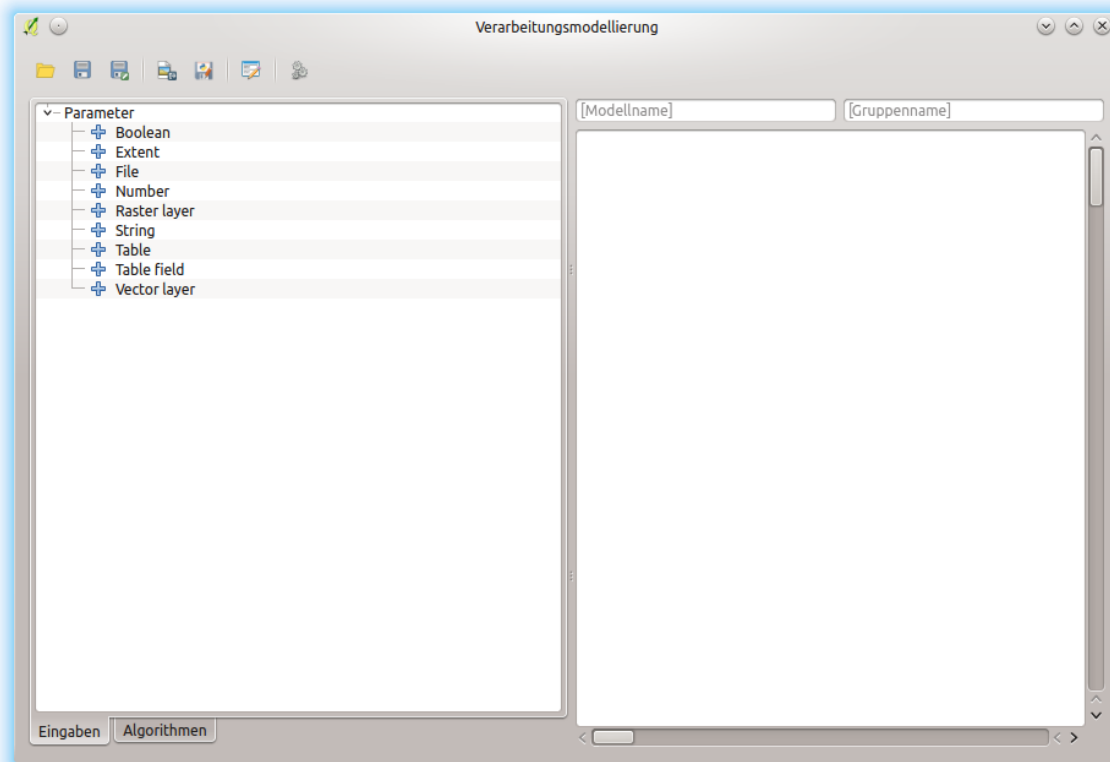 Verarbeitungsmodellierung
Parameter
Boolean
Extent
File
Number
Raster layer
String
Table
Table field
Vector layer
[Modellname]
[Gruppenname]
Eingaben
Algorithmen